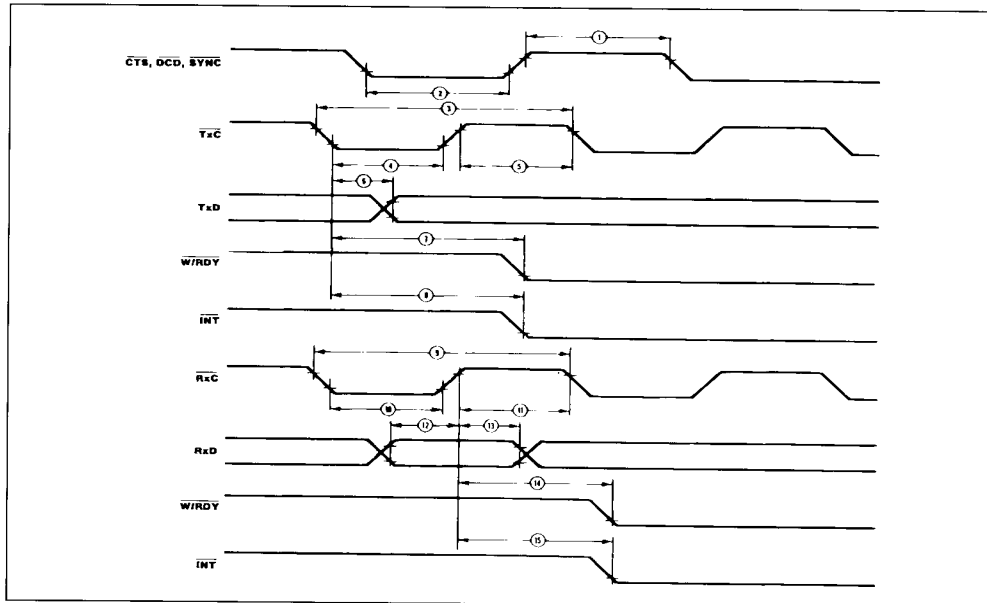 1
CTS, DCD, SYNC
2
3
TxC
4 5
6
TxD
7
W/RDY
8
INT
9
RxC
10 11
12 13
RxD
14
W/RDY
15
INT